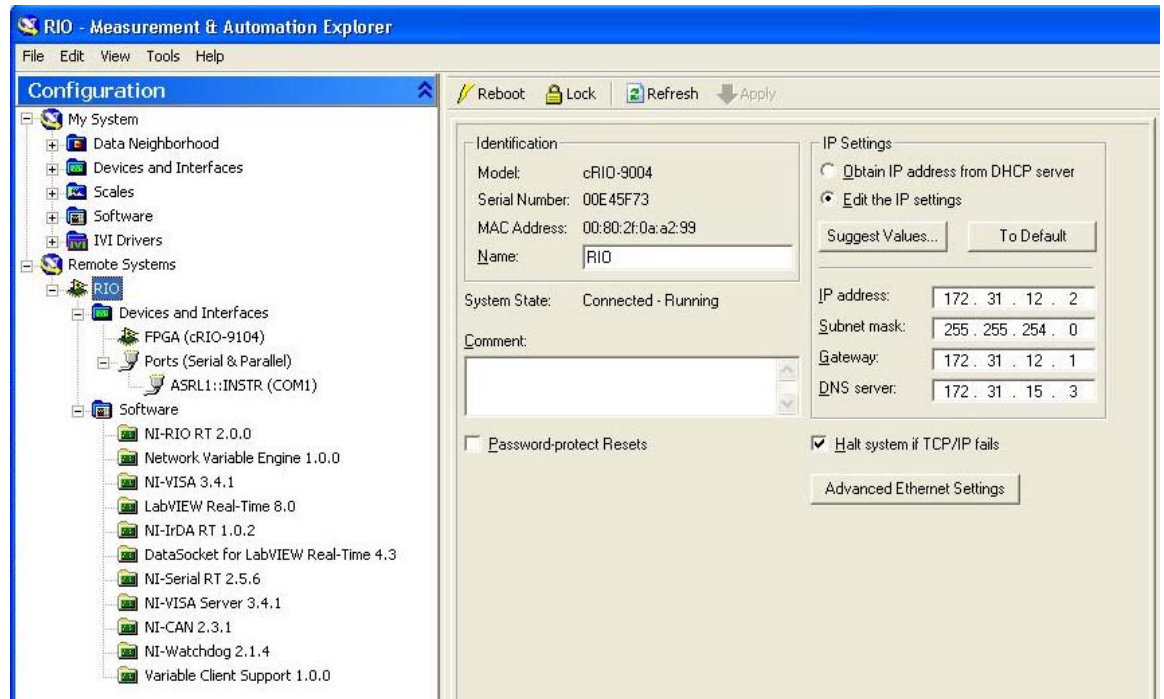 RIO - Measurement & Automation Explorer
File Edit View Tools Help
Configuration
My System
Data Neighborhood
Devices and Interfaces
Scales
Software
IVI Drivers
Remote Systems
RIO
Devices and Interfaces
FPGA (cRIO-9104)
Ports (Serial & Parallel)
ASRL1::INSTR (COM1)
Software
NI-RIO RT 2.0.0
Network Variable Engine 1.0.0
NI-VISA 3.4.1
LabVIEW Real-Time 8.0
NI-IrDA RT 1.0.2
DataSocket for LabVIEW Real-Time 4.3
NI-Serial RT 2.5.6
NI-VISA Server 3.4.1
NI-CAN 2.3.1
NI-Watchdog 2.1.4
Variable Client Support 1.0.0
Reboot Lock Refresh Apply
Identification
Model: cRIO-9004
Serial Number: 00E45F73
MAC Address: 00:80:2f:0a:a2:99
Name: RIO
System State: Connected - Running
Comment:
Password-protect Resets
IP Settings
Obtain IP address from DHCP server
Edit the IP settings
Suggest Values... To Default
IP address: 172 . 31 . 12 . 2
Subnet mask: 255 . 255 . 254 . 0
Gateway: 172 . 31 . 12 . 1
DNS server: 172 . 31 . 15 . 3
Halt system if TCP/IP fails
Advanced Ethernet Settings